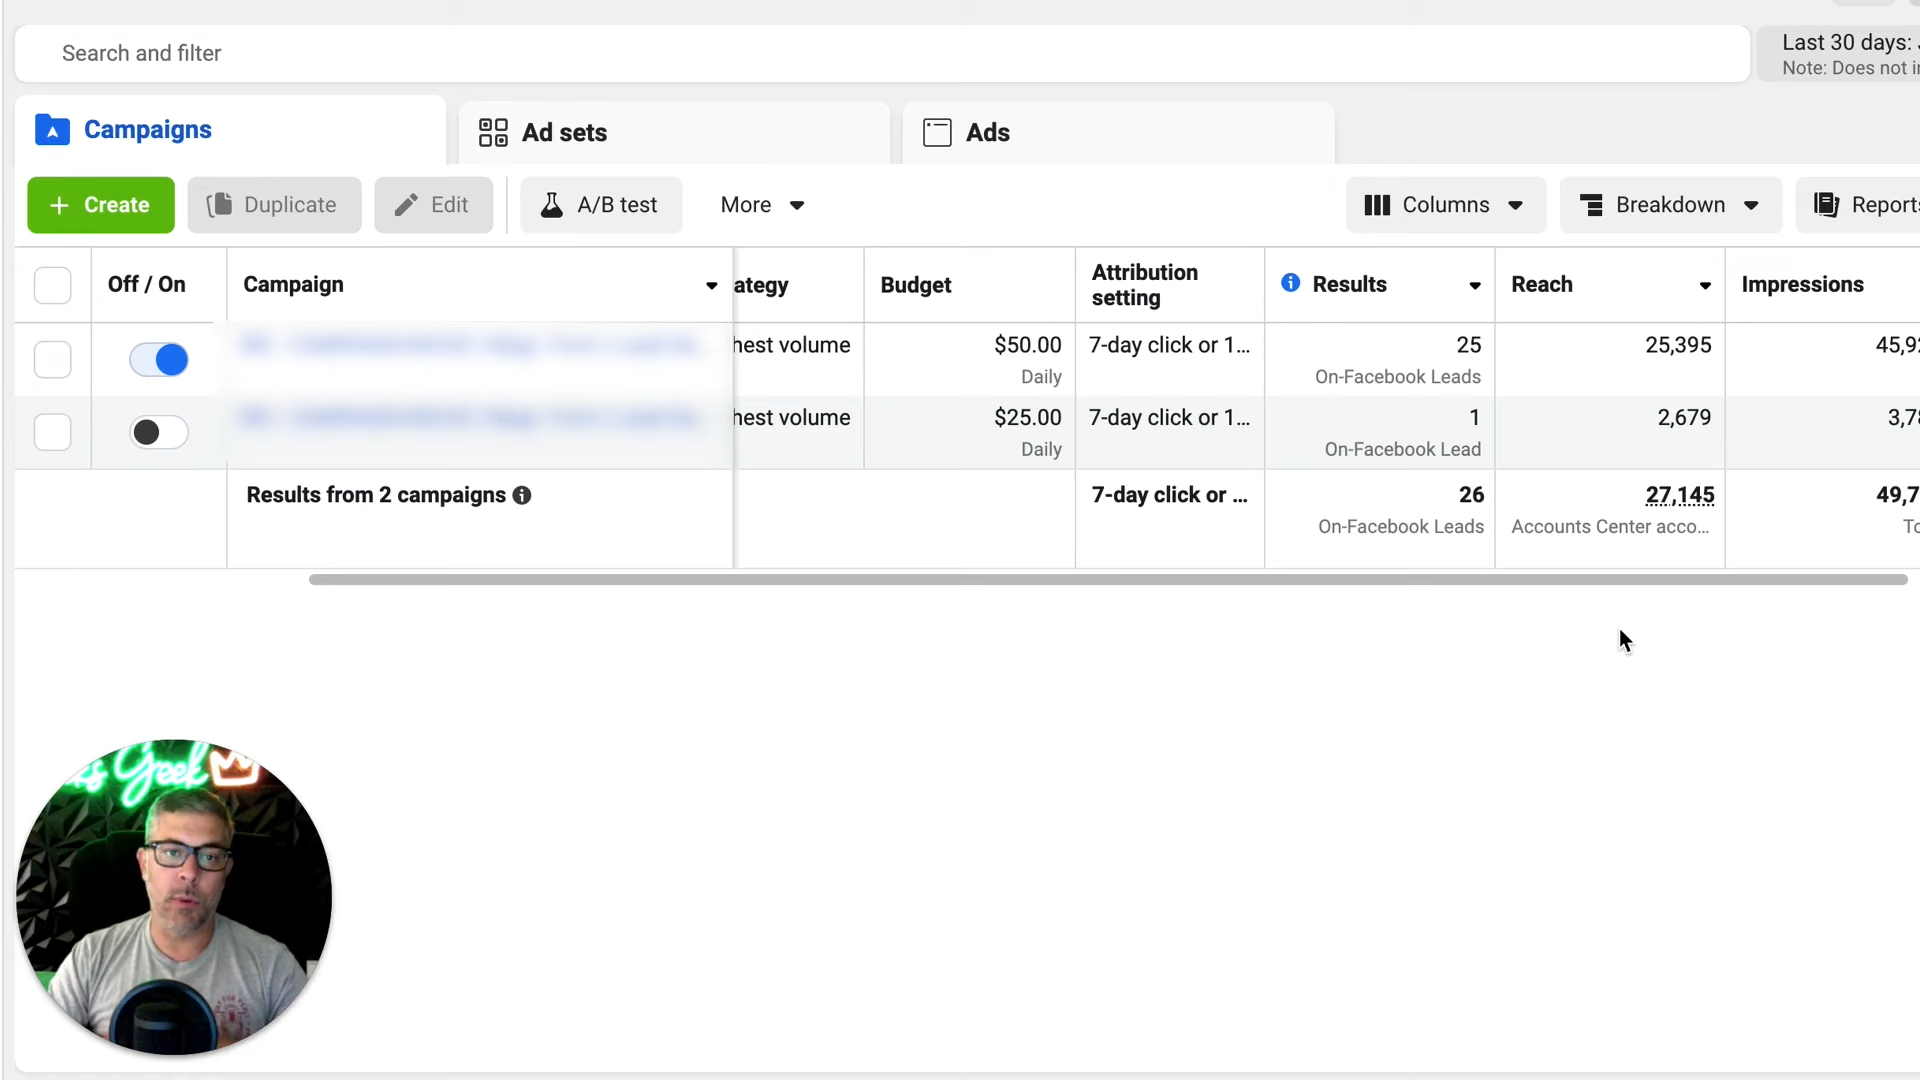 Search and filter
Last 30 days:
Note: Does not
Campaigns
Ad sets
Ads
+ Create
Duplicate
Edit
A/B test
More
Columns
Breakdown
Reports
Off / On
Campaign
ategy
Budget
Attribution setting
Results
Reach
Impressions
hest volume
$50.00
Daily
7-day click or 1...
25
On-Facebook Leads
25,395
45,92
hest volume
$25.00
Daily
7-day click or 1...
1
On-Facebook Lead
2,679
3,78
Results from 2 campaigns
7-day click or ...
26
On-Facebook Leads
27,145
Accounts Center acco...
49,7
To
Geek